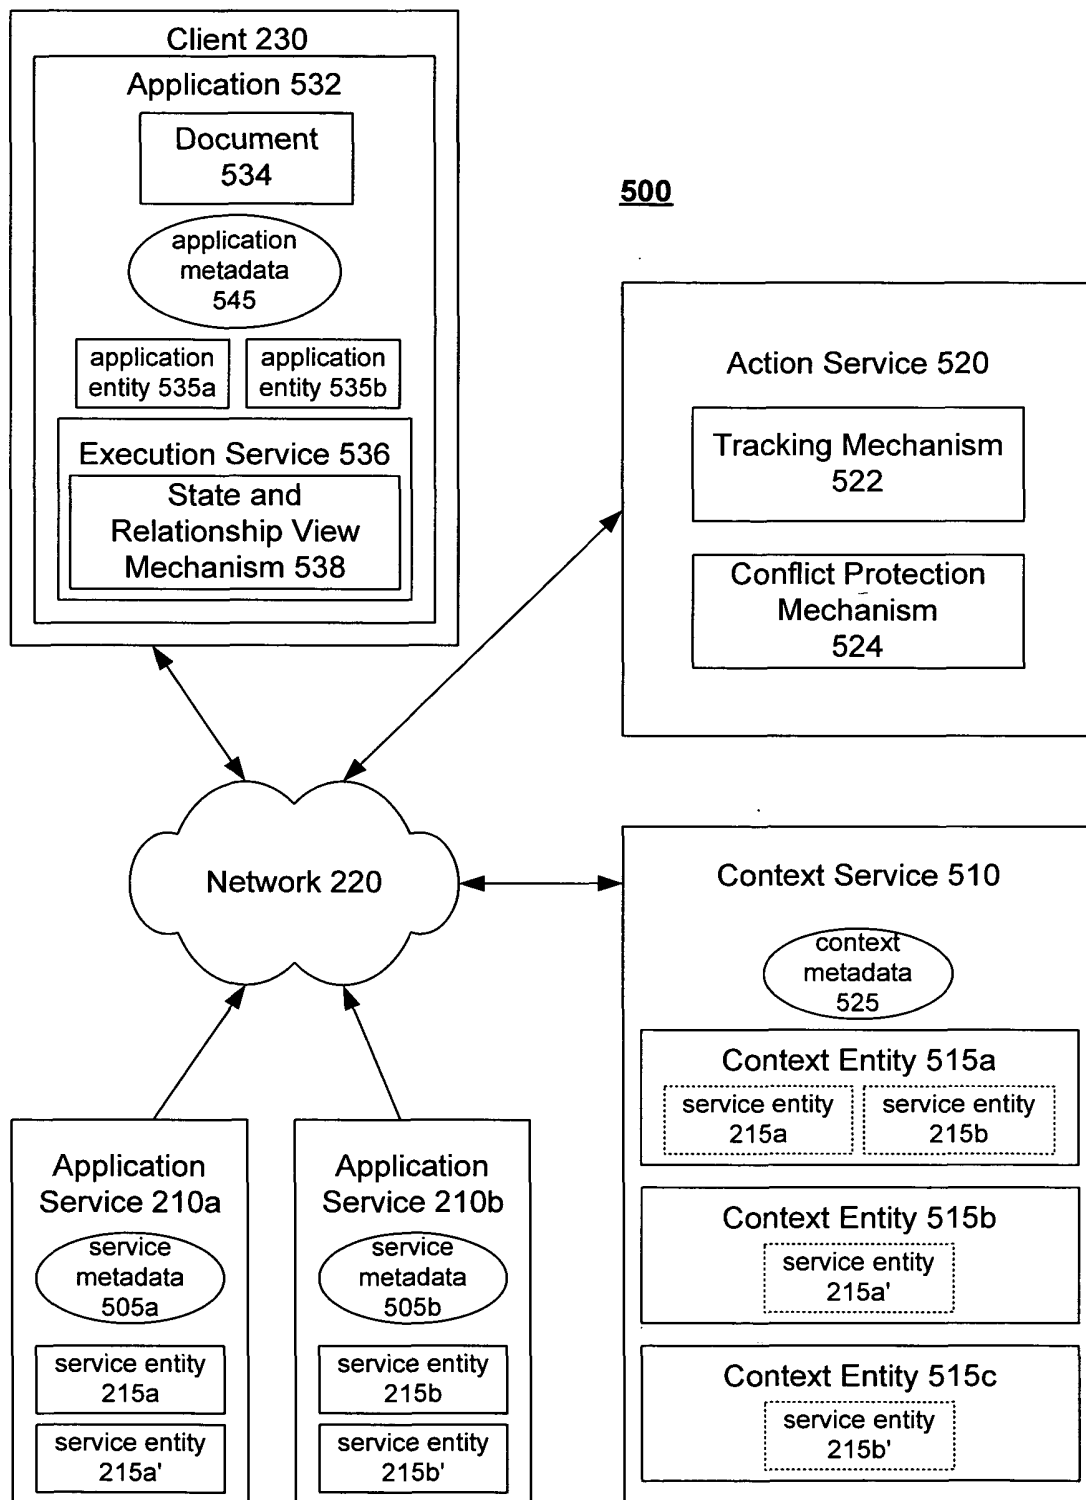 Client 230
Application 532
Document
534
application
metadata
545
application
entity 535a
application
entity 535b
Execution Service 536
State and
Relationship View
Mechanism 538
500
Action Service 520
Tracking Mechanism
522
Conflict Protection
Mechanism
524
Network 220
Context Service 510
context
metadata
525
Context Entity 515a
service entity
215a
service entity
215b
Context Entity 515b
service entity
215a'
Context Entity 515c
service entity
215b'
Application
Service 210a
service
metadata
505a
service entity
215a
service entity
215a'
Application
Service 210b
service
metadata
505b
service entity
215b
service entity
215b'